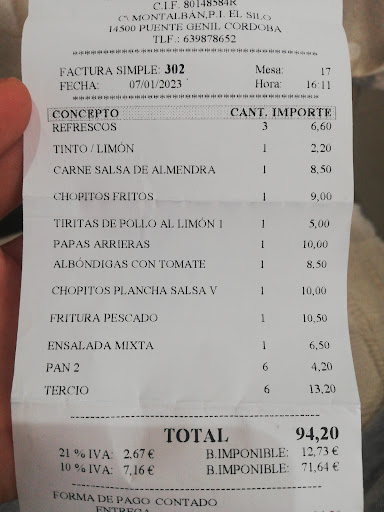 C.I.F. 80148584R
C\ MONTALBÁN,P.I. EL SILO
14500 PUENTE GENIL CORDOBA
TLF.: 639878652
FACTURA SIMPLE: 302 Mesa: 17
FECHA: 07/01/2023 Hora: 16:11
CONCEPTO CANT. IMPORTE
REFRESCOS 3 6,60
TINTO / LIMÓN 1 2,20
CARNE SALSA DE ALMENDRA 1 8,50
CHOPITOS FRITOS 1 9,00
TIRITAS DE POLLO AL LIMÓN 1 5,00
PAPAS ARRIERAS 1 10,00
ALBÓNDIGAS CON TOMATE 1 8,50
CHOPITOS PLANCHA SALSA V 1 10,00
FRITURA PESCADO 1 10,50
ENSALADA MIXTA 1 6,50
PAN 2 6 4,20
TERCIO 6 13,20
TOTAL 94,20
21 % IVA: 2,67 € B.IMPONIBLE: 12,73 €
10 % IVA: 7,16 € B.IMPONIBLE: 71,64 €
FORMA DE PAGO CONTADO
ENTREGA